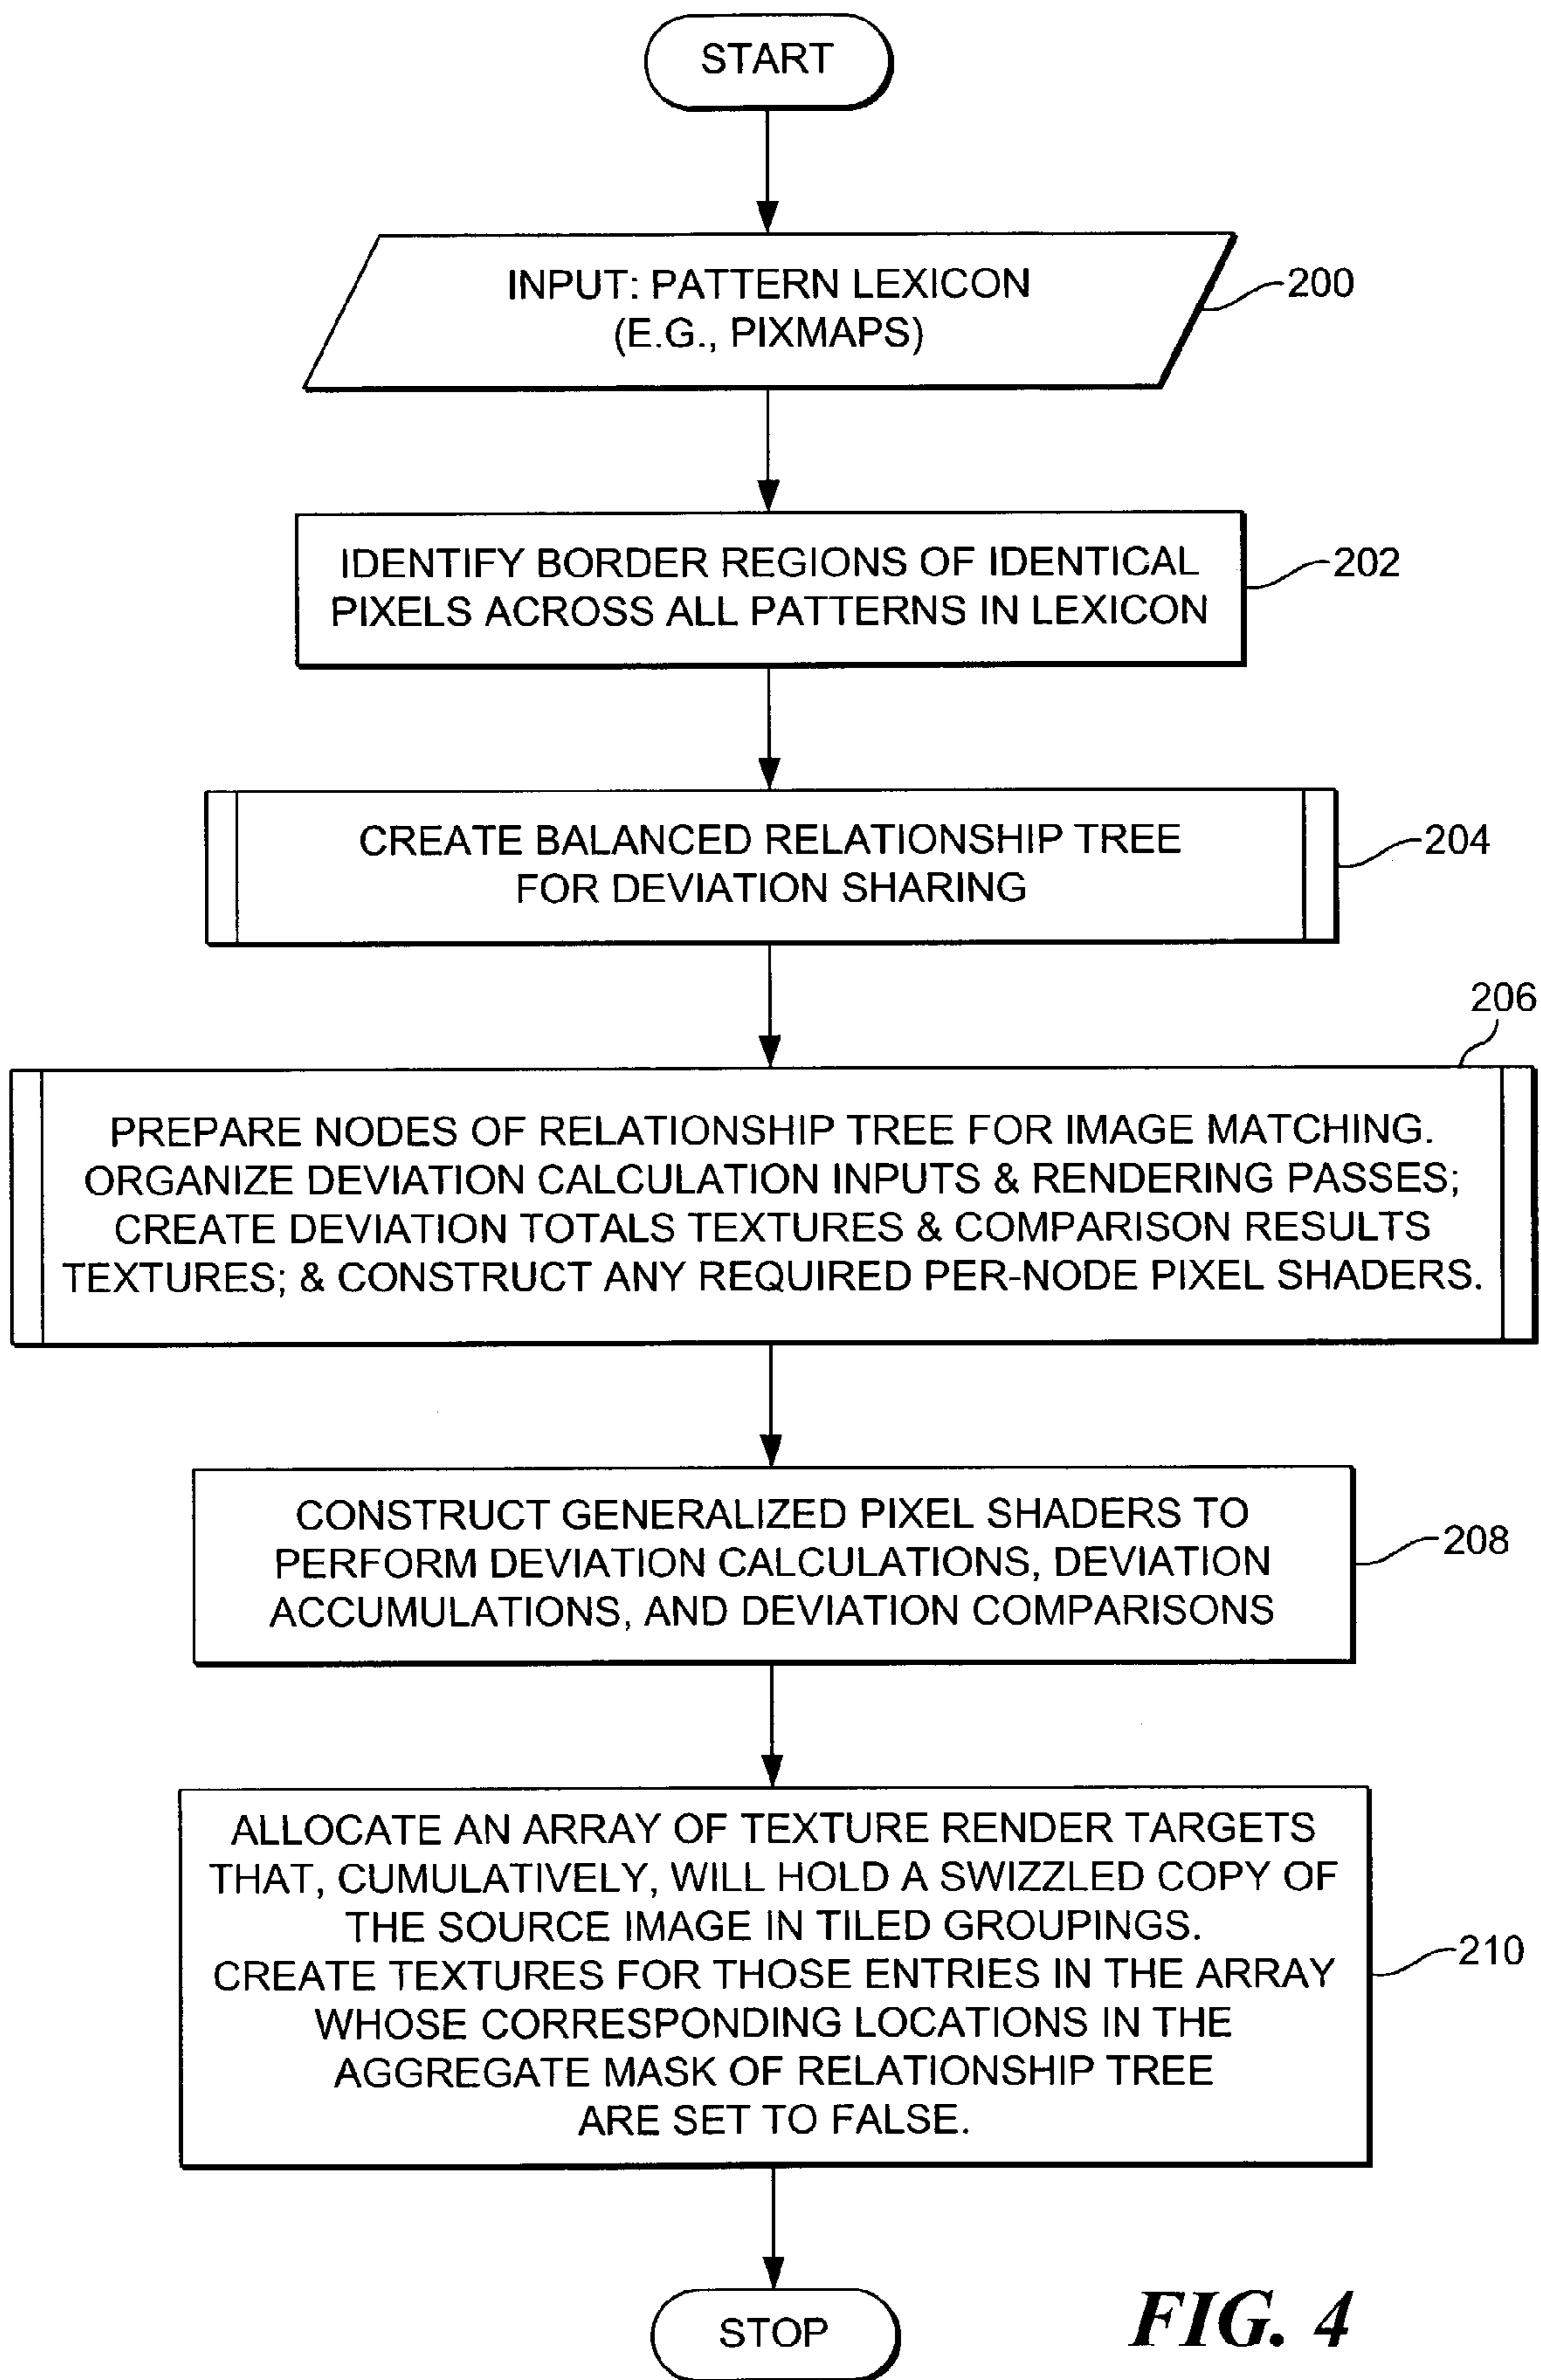 START
INPUT: PATTERN LEXICON
(E.G., PIXMAPS)
200
IDENTIFY BORDER REGIONS OF IDENTICAL
PIXELS ACROSS ALL PATTERNS IN LEXICON
202
CREATE BALANCED RELATIONSHIP TREE
FOR DEVIATION SHARING
204
206
PREPARE NODES OF RELATIONSHIP TREE FOR IMAGE MATCHING.
ORGANIZE DEVIATION CALCULATION INPUTS & RENDERING PASSES;
CREATE DEVIATION TOTALS TEXTURES & COMPARISON RESULTS
TEXTURES; & CONSTRUCT ANY REQUIRED PER-NODE PIXEL SHADERS.
CONSTRUCT GENERALIZED PIXEL SHADERS TO
PERFORM DEVIATION CALCULATIONS, DEVIATION
ACCUMULATIONS, AND DEVIATION COMPARISONS
208
ALLOCATE AN ARRAY OF TEXTURE RENDER TARGETS
THAT, CUMULATIVELY, WILL HOLD A SWIZZLED COPY OF
THE SOURCE IMAGE IN TILED GROUPINGS.
CREATE TEXTURES FOR THOSE ENTRIES IN THE ARRAY
WHOSE CORRESPONDING LOCATIONS IN THE
AGGREGATE MASK OF RELATIONSHIP TREE
ARE SET TO FALSE.
210
STOP
FIG. 4